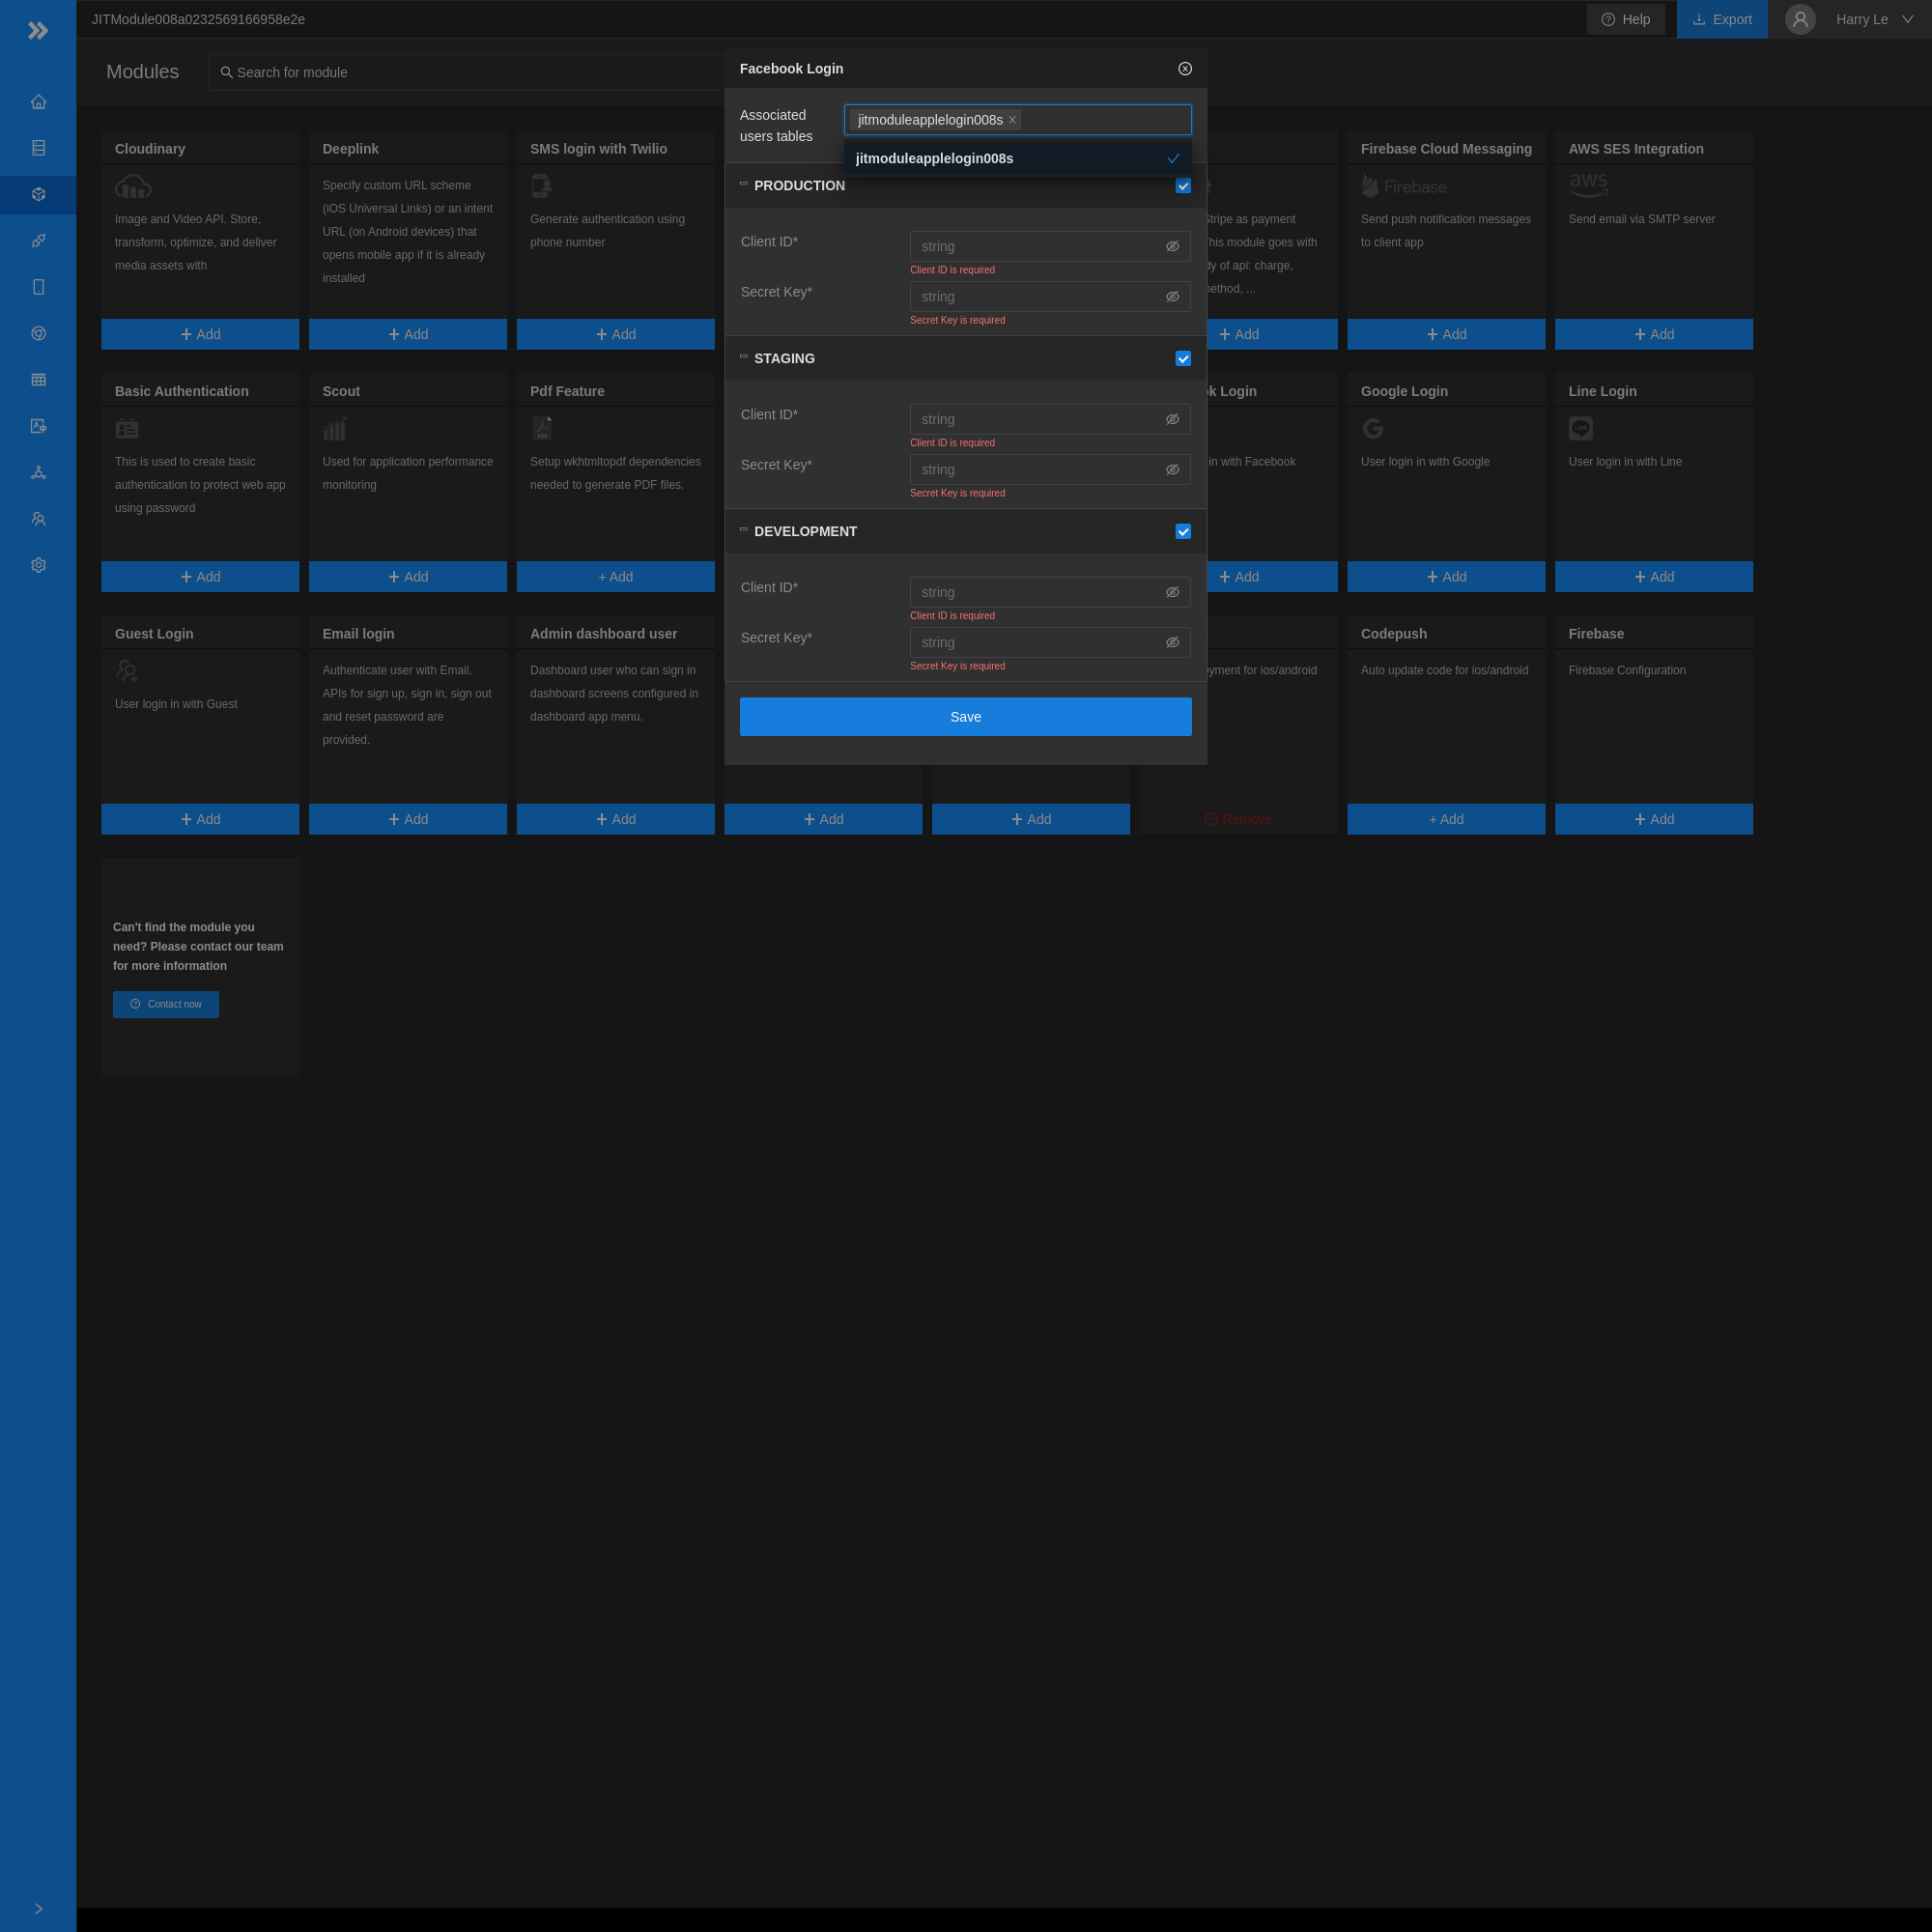 JITModule008a0232569166958e2e
Help
Export
Harry Le
Modules
Search for module
Facebook Login
Associated
users tables
jitmoduleapplelogin008s
jitmoduleapplelogin008s
PRODUCTION
Client ID*
string
Client ID is required
Secret Key*
string
Secret Key is required
STAGING
Client ID*
string
Client ID is required
Secret Key*
string
Secret Key is required
DEVELOPMENT
Client ID*
string
Client ID is required
Secret Key*
string
Secret Key is required
Save
Cloudinary
Image and Video API. Store,
transform, optimize, and deliver
media assets with
Add
Deeplink
Specify custom URL scheme
(iOS Universal Links) or an intent
URL (on Android devices) that
opens mobile app if it is already
installed
Add
SMS login with Twilio
Generate authentication using
phone number
Add
Stripe as payment
This module goes with
of api: charge,
method, ...
Add
Firebase Cloud Messaging
Firebase
Send push notification messages
to client app
Add
AWS SES Integration
aws
Send email via SMTP server
Add
Basic Authentication
This is used to create basic
authentication to protect web app
using password
Add
Scout
Used for application performance
monitoring
Add
Pdf Feature
PDF
Setup wkhtmltopdf dependencies
needed to generate PDF files.
+ Add
Login
in with Facebook
Add
Google Login
User login in with Google
Add
Line Login
LINE
User login in with Line
Add
Guest Login
User login in with Guest
Add
Email login
Authenticate user with Email.
APIs for sign up, sign in, sign out
and reset password are
provided.
Add
Admin dashboard user
Dashboard user who can sign in
dashboard screens configured in
dashboard app menu.
Add
Add
Add
for ios/android
Remove
Codepush
Auto update code for ios/android
+ Add
Firebase
Firebase Configuration
Add
Can't find the module you
need? Please contact our team
for more information
Contact now